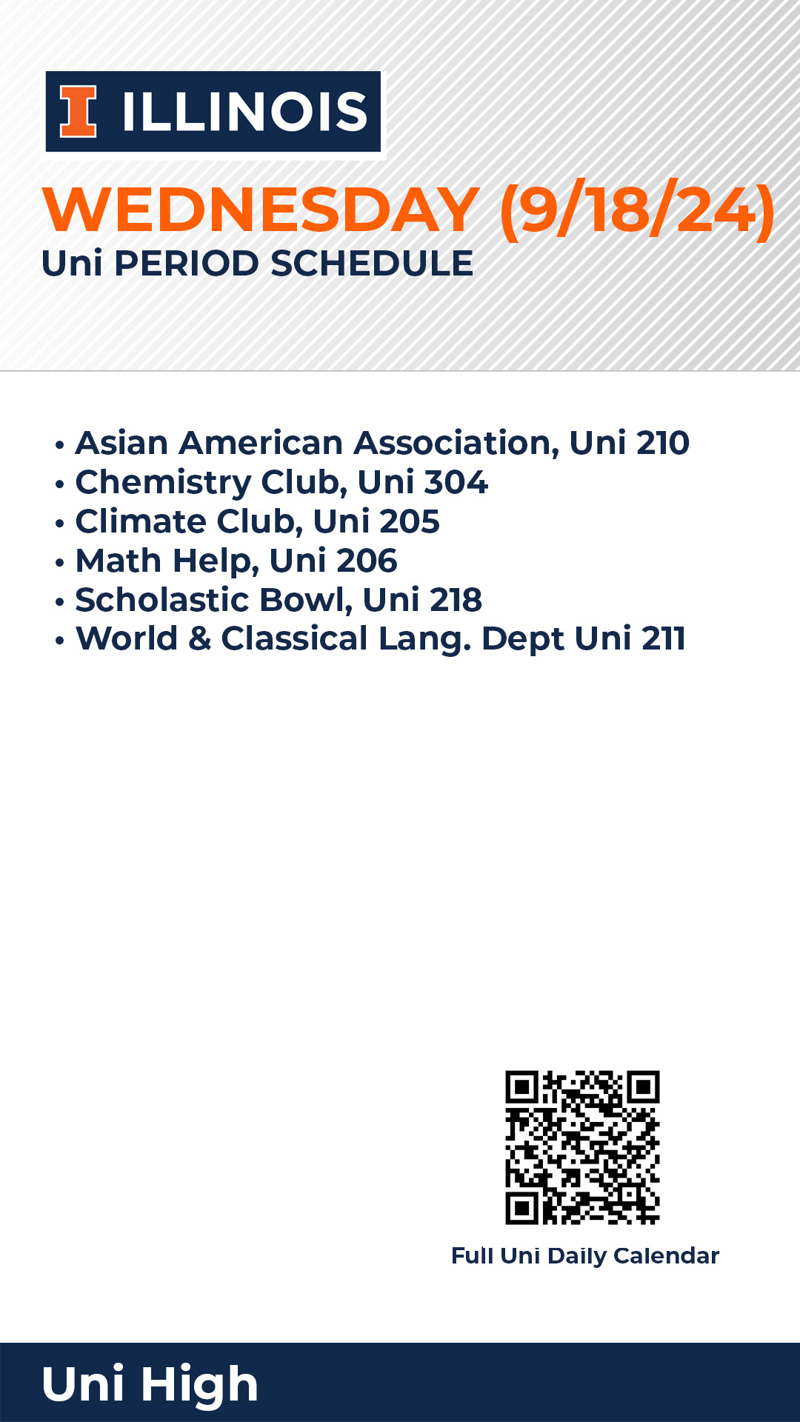 I ILLINOIS
WEDNESDAY (9/18/24)
Uni PERIOD SCHEDULE
• Asian American Association, Uni 210
• Chemistry Club, Uni 304
• Climate Club, Uni 205
• Math Help, Uni 206
• Scholastic Bowl, Uni 218
• World & Classical Lang. Dept Uni 211
Full Uni Daily Calendar
Uni High